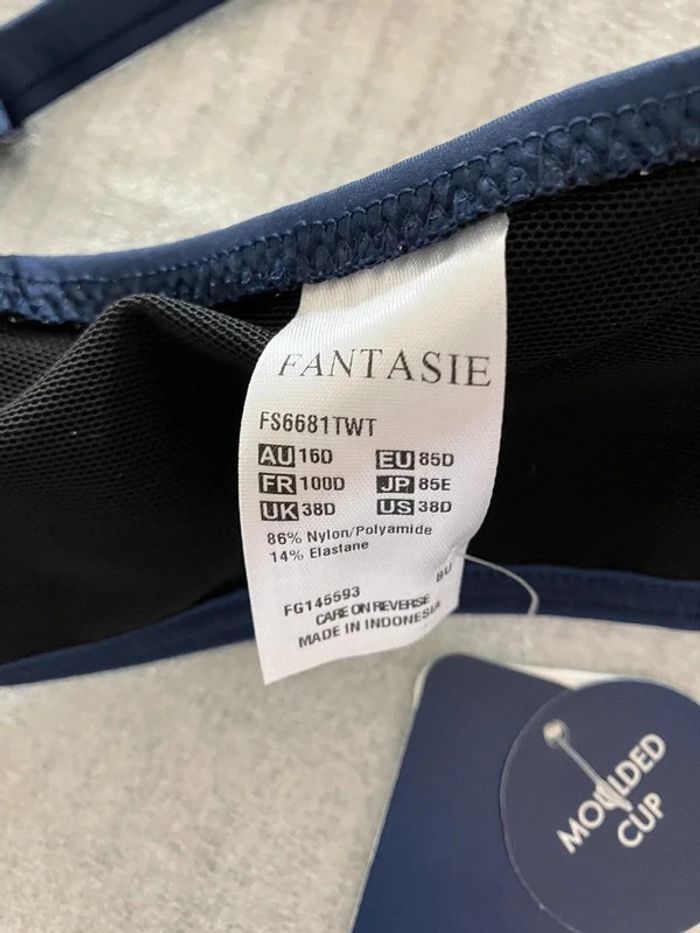 FANTASIE
FS6681TWT
AU 16D EU 85D
FR 100D JP 85E
UK 38D US 38D
86% Nylon/Polyamide
14% Elastane
BU
FG145593
CARE ON REVERSE
MADE IN INDONESIA
MOULDED
CUP